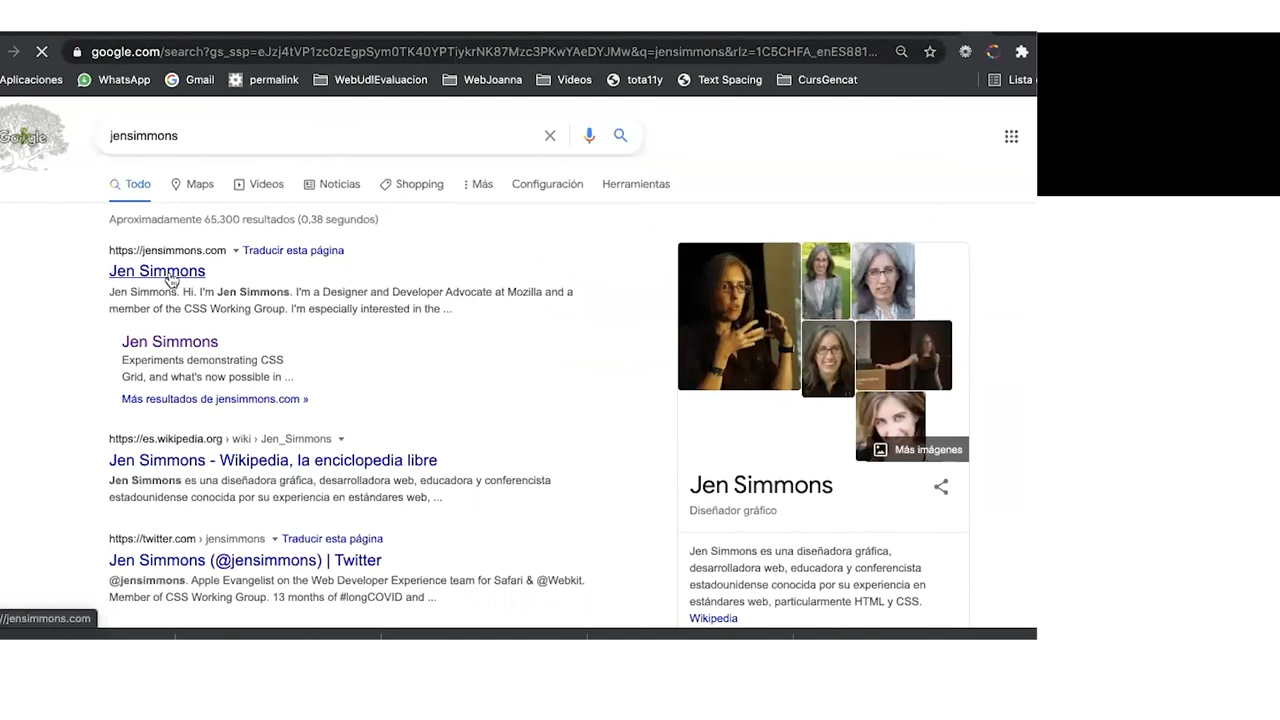 google.com/search?gs_ssp=eJzj4tVP1zc0zEgpSym0TK40YPTjykrNK87Mzc3PKwYAeDYJMw&q=jensimmons&rlz=1C5CHFA_enES881...
Aplicaciones WhatsApp Gmail permalink WebUdlEvaluacion WebJoanna Videos tota11y Text Spacing CursGencat Lista
Google
jensimmons
Todo Maps Videos Noticias Shopping Más Configuración Herramientas
Aproximadamente 65.300 resultados (0,38 segundos)
https://jensimmons.com Traducir esta página
Jen Simmons
Jen Simmons. Hi. I'm Jen Simmons. I'm a Designer and Developer Advocate at Mozilla and a
member of the CSS Working Group. I'm especially interested in the ...
Jen Simmons
Experiments demonstrating CSS
Grid, and what's now possible in ...
Más resultados de jensimmons.com »
https://es.wikipedia.org › wiki › Jen_Simmons
Jen Simmons - Wikipedia, la enciclopedia libre
Jen Simmons es una diseñadora gráfica, desarrolladora web, educadora y conferencista
estadounidense conocida por su experiencia en estándares web, ...
https://twitter.com › jensimmons Traducir esta página
Jen Simmons (@jensimmons) | Twitter
@jensimmons. Apple Evangelist on the Web Developer Experience team for Safari & @Webkit.
Member of CSS Working Group. 13 months of #longCOVID and ...
//jensimmons.com
Más imágenes
Jen Simmons
Diseñador gráfico
Jen Simmons es una diseñadora gráfica,
desarrolladora web, educadora y conferencista
estadounidense conocida por su experiencia en
estándares web, particularmente HTML y CSS.
Wikipedia